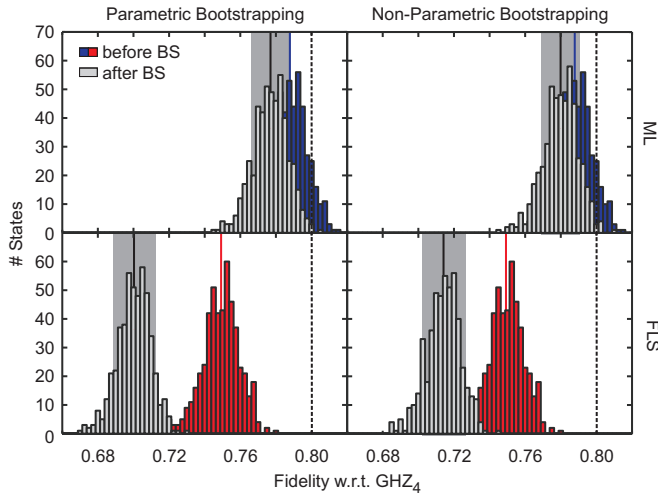 Parametric Bootstrapping
Non-Parametric Bootstrapping
70
60
50
40
30
20
10
0
before BS
after BS
ML
# States
60
50
40
30
20
10
0
FLS
0.68 0.72 0.76 0.80
0.68 0.72 0.76 0.80
Fidelity w.r.t. GHZ₄